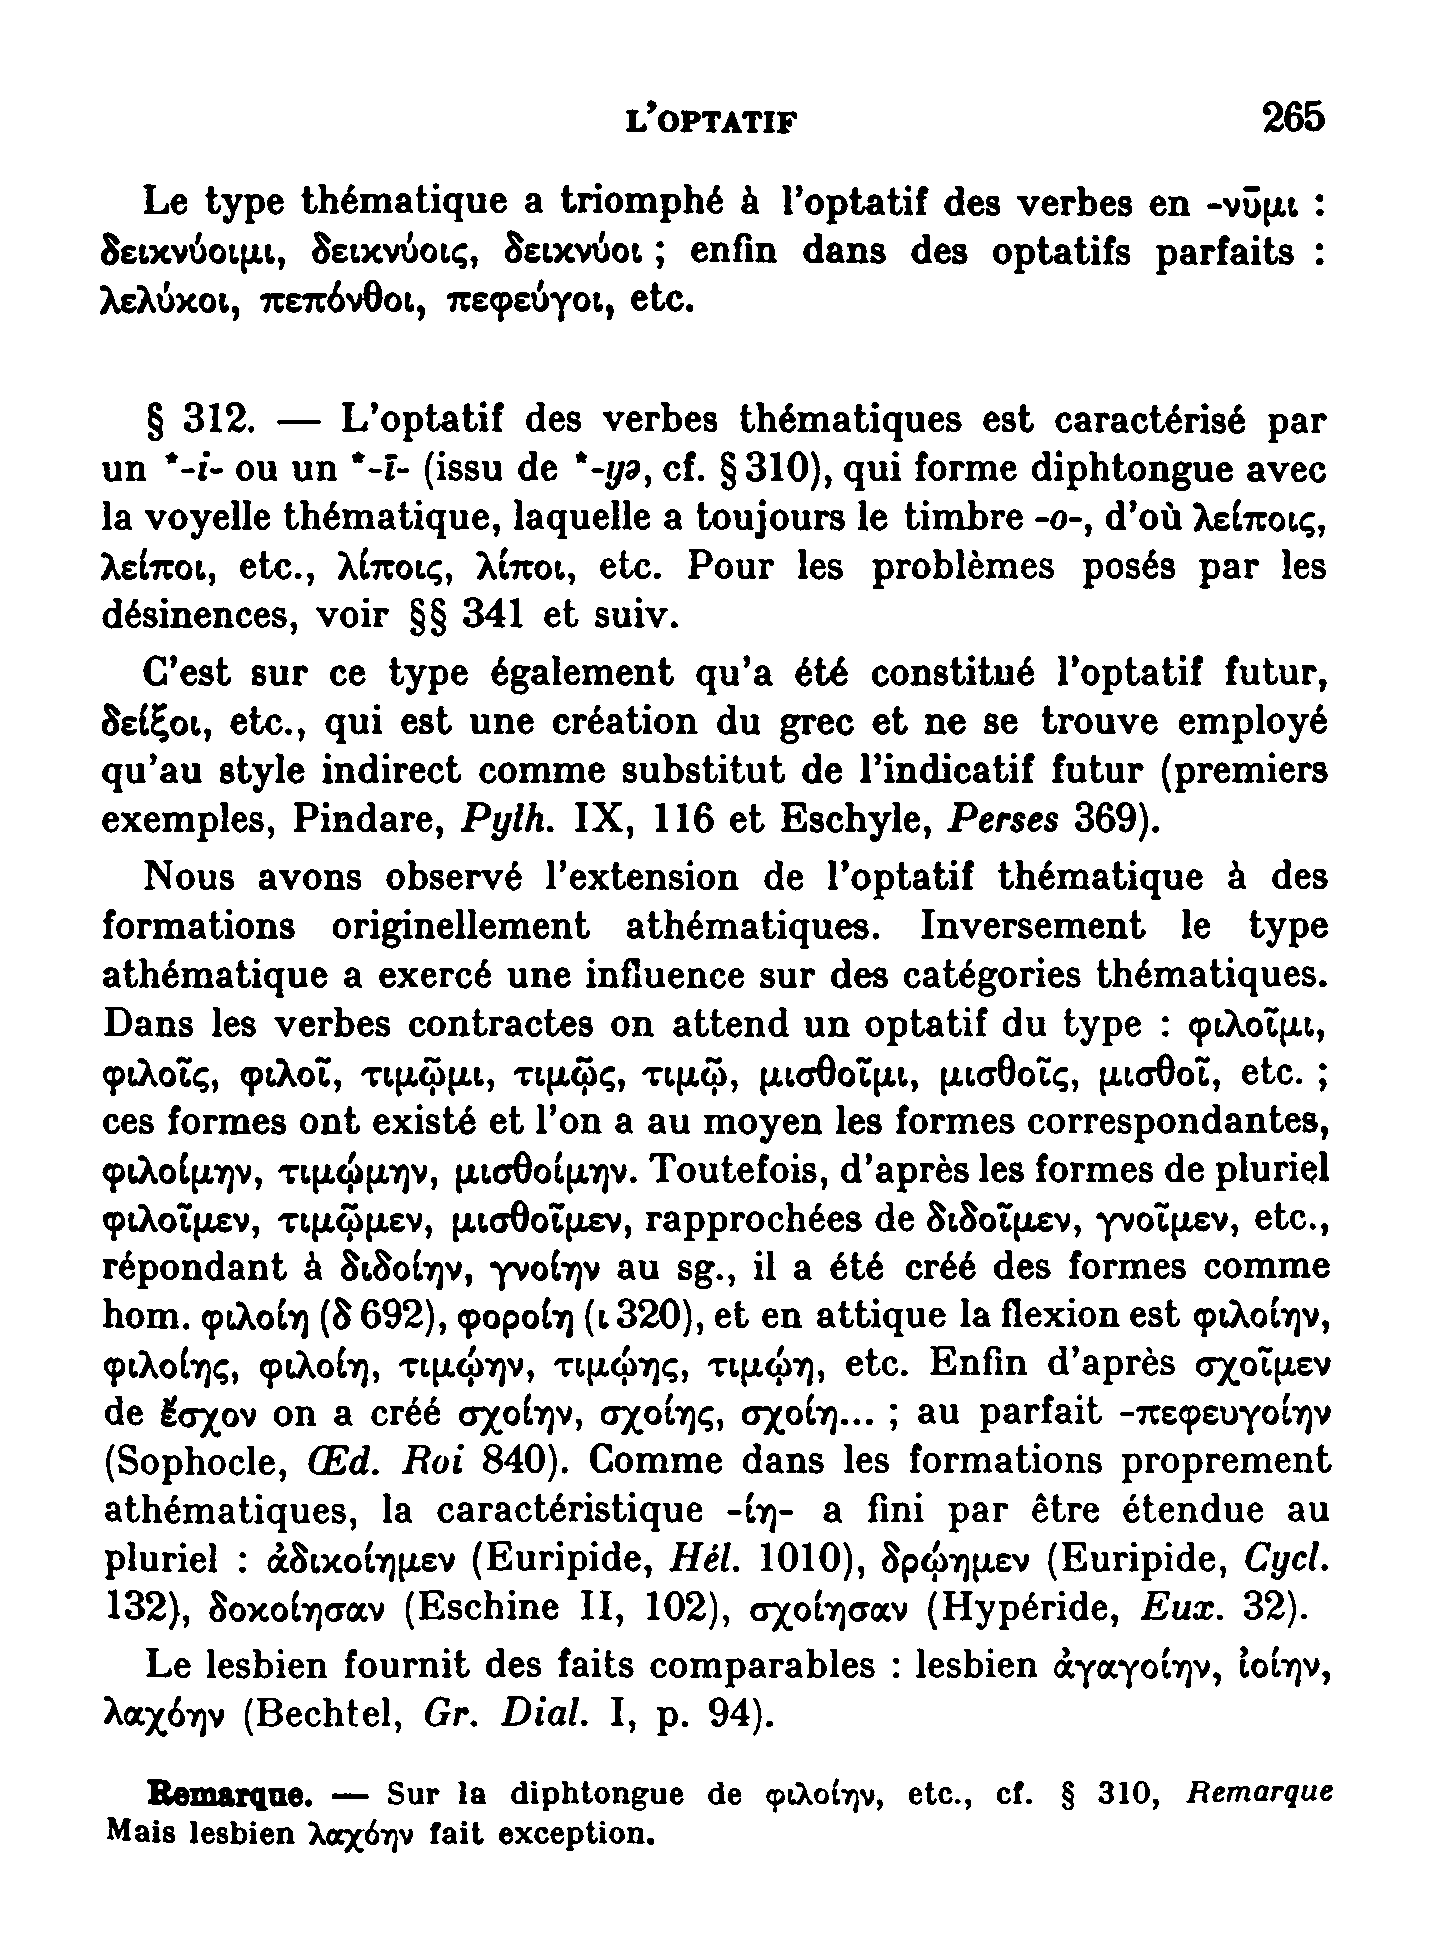 L'OPTATIF 265
Le type thématique a triomphé à l'optatif des verbes en -νῡμι :
δεικνύοιμι, δεικνύοις, δεικνύοι ; enfin dans des optatifs parfaits :
λελύκοι, πεπόνθοι, πεφεύγοι, etc.
§ 312. — L'optatif des verbes thématiques est caractérisé par
un *-i- ou un *-ī- (issu de *-yə, cf. § 310), qui forme diphtongue avec
la voyelle thématique, laquelle a toujours le timbre -o-, d'où λείποις,
λείποι, etc., λίποις, λίποι, etc. Pour les problèmes posés par les
désinences, voir §§ 341 et suiv.
C'est sur ce type également qu'a été constitué l'optatif futur,
δείξοι, etc., qui est une création du grec et ne se trouve employé
qu'au style indirect comme substitut de l'indicatif futur (premiers
exemples, Pindare, Pyth. IX, 116 et Eschyle, Perses 369).
Nous avons observé l'extension de l'optatif thématique à des
formations originellement athématiques. Inversement le type
athématique a exercé une influence sur des catégories thématiques.
Dans les verbes contractes on attend un optatif du type : φιλοῖμι,
φιλοῖς, φιλοῖ, τιμῷμι, τιμῷς, τιμῷ, μισθοῖμι, μισθοῖς, μισθοῖ, etc. ;
ces formes ont existé et l'on a au moyen les formes correspondantes,
φιλοίμην, τιμῴμην, μισθοίμην. Toutefois, d'après les formes de pluriel
φιλοῖμεν, τιμῷμεν, μισθοῖμεν, rapprochées de διδοῖμεν, γνοῖμεν, etc.,
répondant à διδοίην, γνοίην au sg., il a été créé des formes comme
hom. φιλοίη (δ 692), φοροίη (ι 320), et en attique la flexion est φιλοίην,
φιλοίης, φιλοίη, τιμῴην, τιμῴης, τιμῴη, etc. Enfin d'après σχοῖμεν
de ἔσχον on a créé σχοίην, σχοίης, σχοίη... ; au parfait -πεφευγοίην
(Sophocle, Œd. Roi 840). Comme dans les formations proprement
athématiques, la caractéristique -ίη- a fini par être étendue au
pluriel : ἀδικοίημεν (Euripide, Hél. 1010), δρῴημεν (Euripide, Cycl.
132), δοκοίησαν (Eschine II, 102), σχοίησαν (Hypéride, Eux. 32).
Le lesbien fournit des faits comparables : lesbien ἀγαγοίην, ἰοίην,
λαχόην (Bechtel, Gr. Dial. I, p. 94).
Remarque. — Sur la diphtongue de φιλοίην, etc., cf. § 310, Remarque
Mais lesbien λαχόην fait exception.